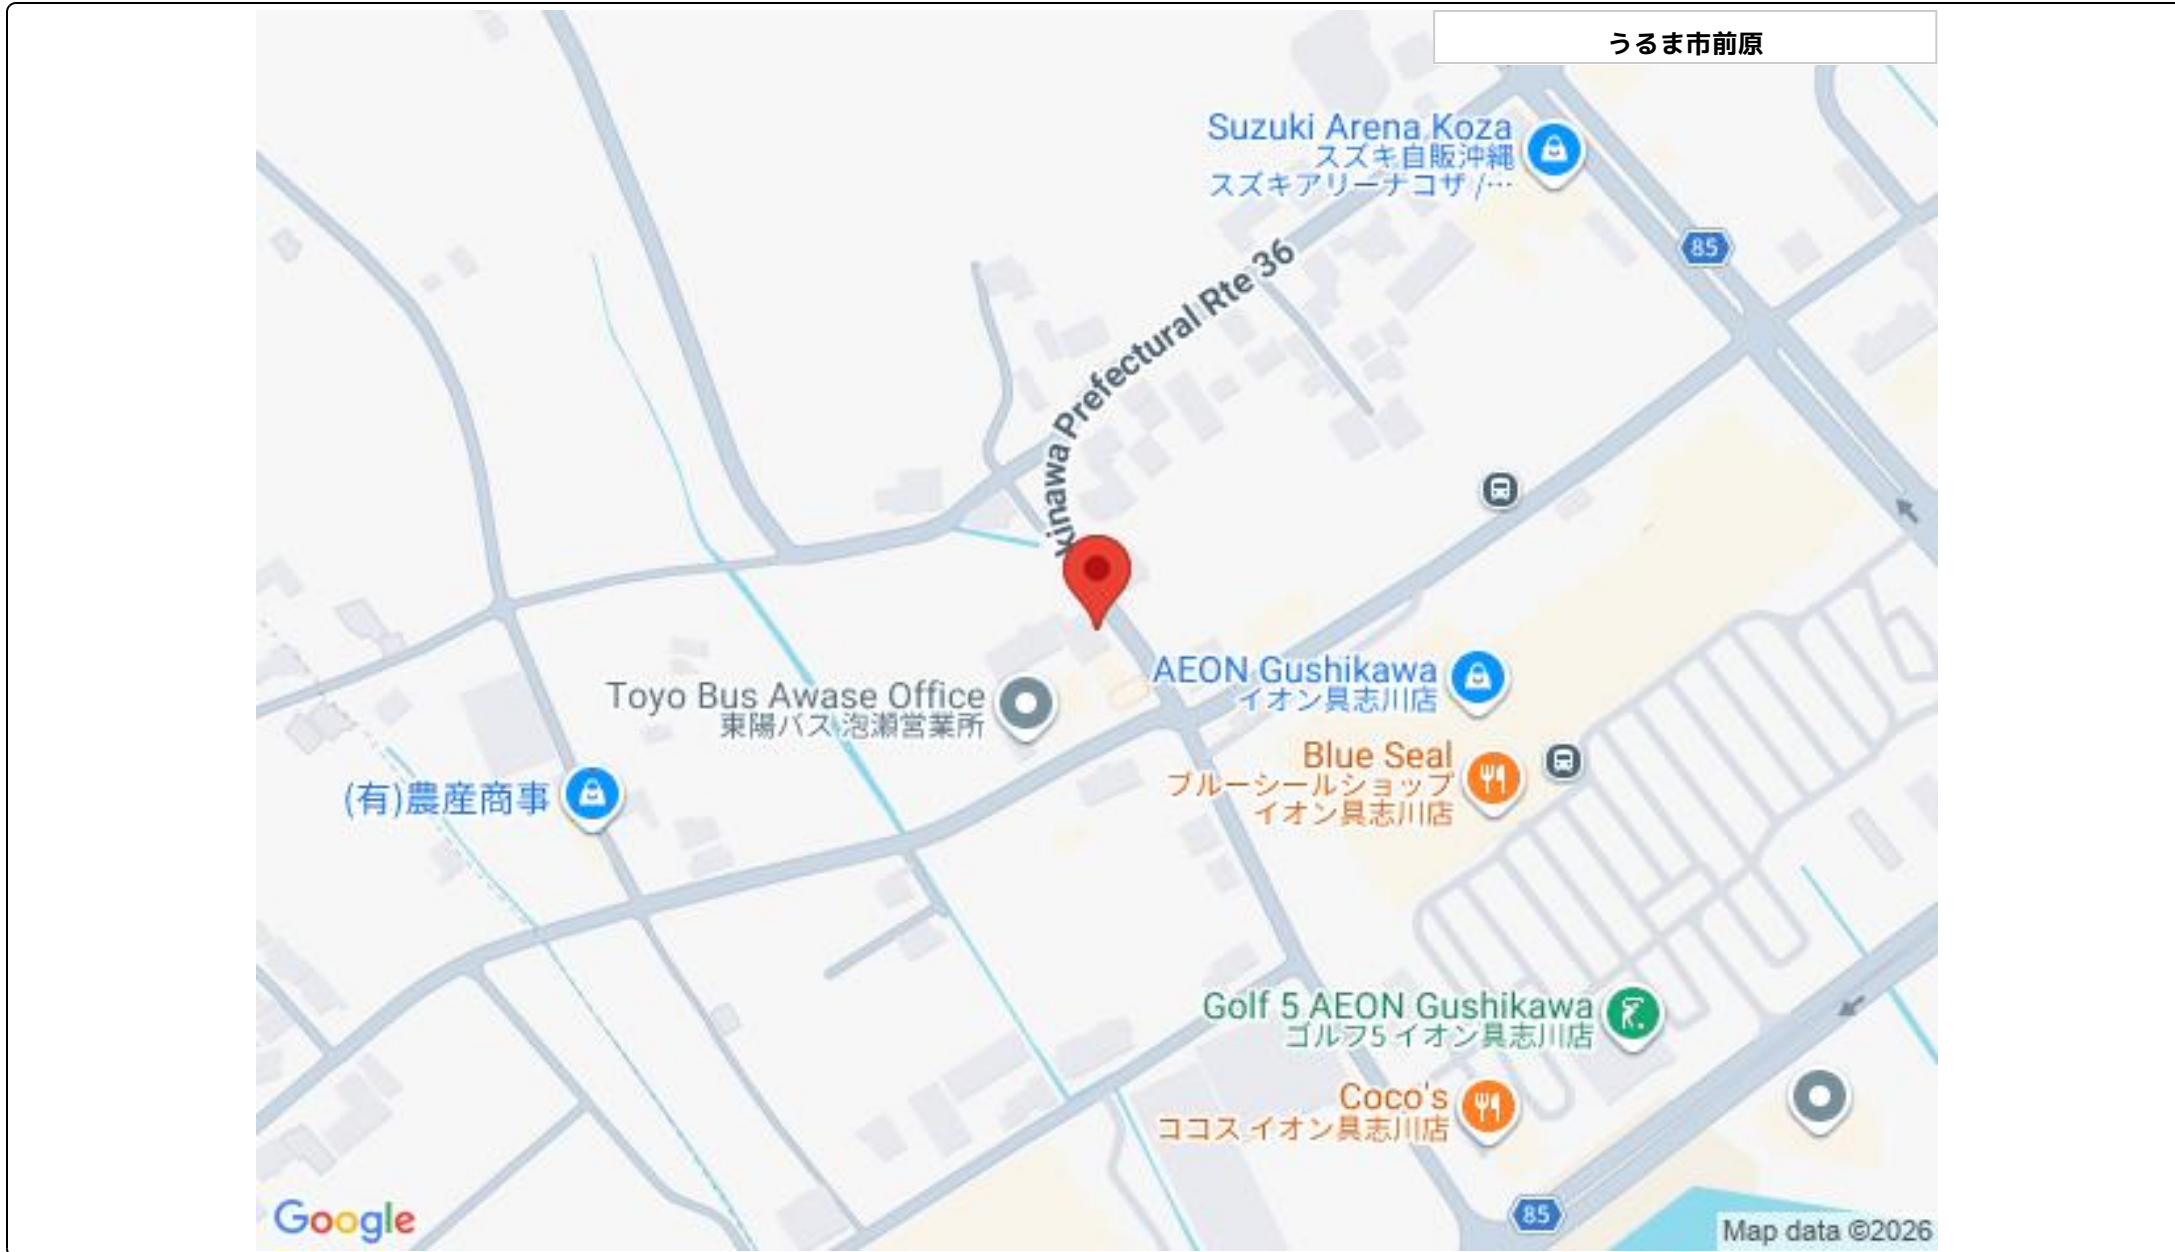 うるま市前原
Suzuki Arena Koza
スズキ自販沖縄
スズキアリーナコザ /…
85
kinawa Prefectural Rte 36
AEON Gushikawa
イオン具志川店
Toyo Bus Awase Office
東陽バス 泡瀬営業所
Blue Seal
ブルーシールショップ
イオン具志川店
(有)農産商事
Golf 5 AEON Gushikawa
ゴルフ5 イオン具志川店
Coco's
ココス イオン具志川店
85
Google
Map data ©2026